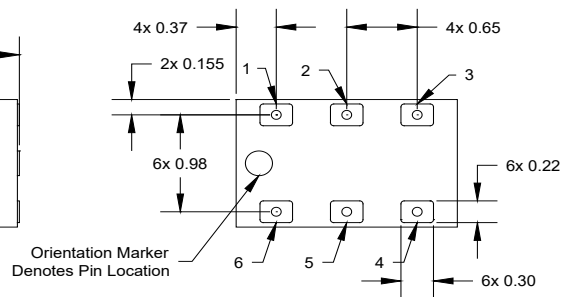 4x 0.37
4x 0.65
2x 0.155
1
2
3
6x 0.98
6x 0.22
Orientation Marker
Denotes Pin Location
6
5
4
6x 0.30